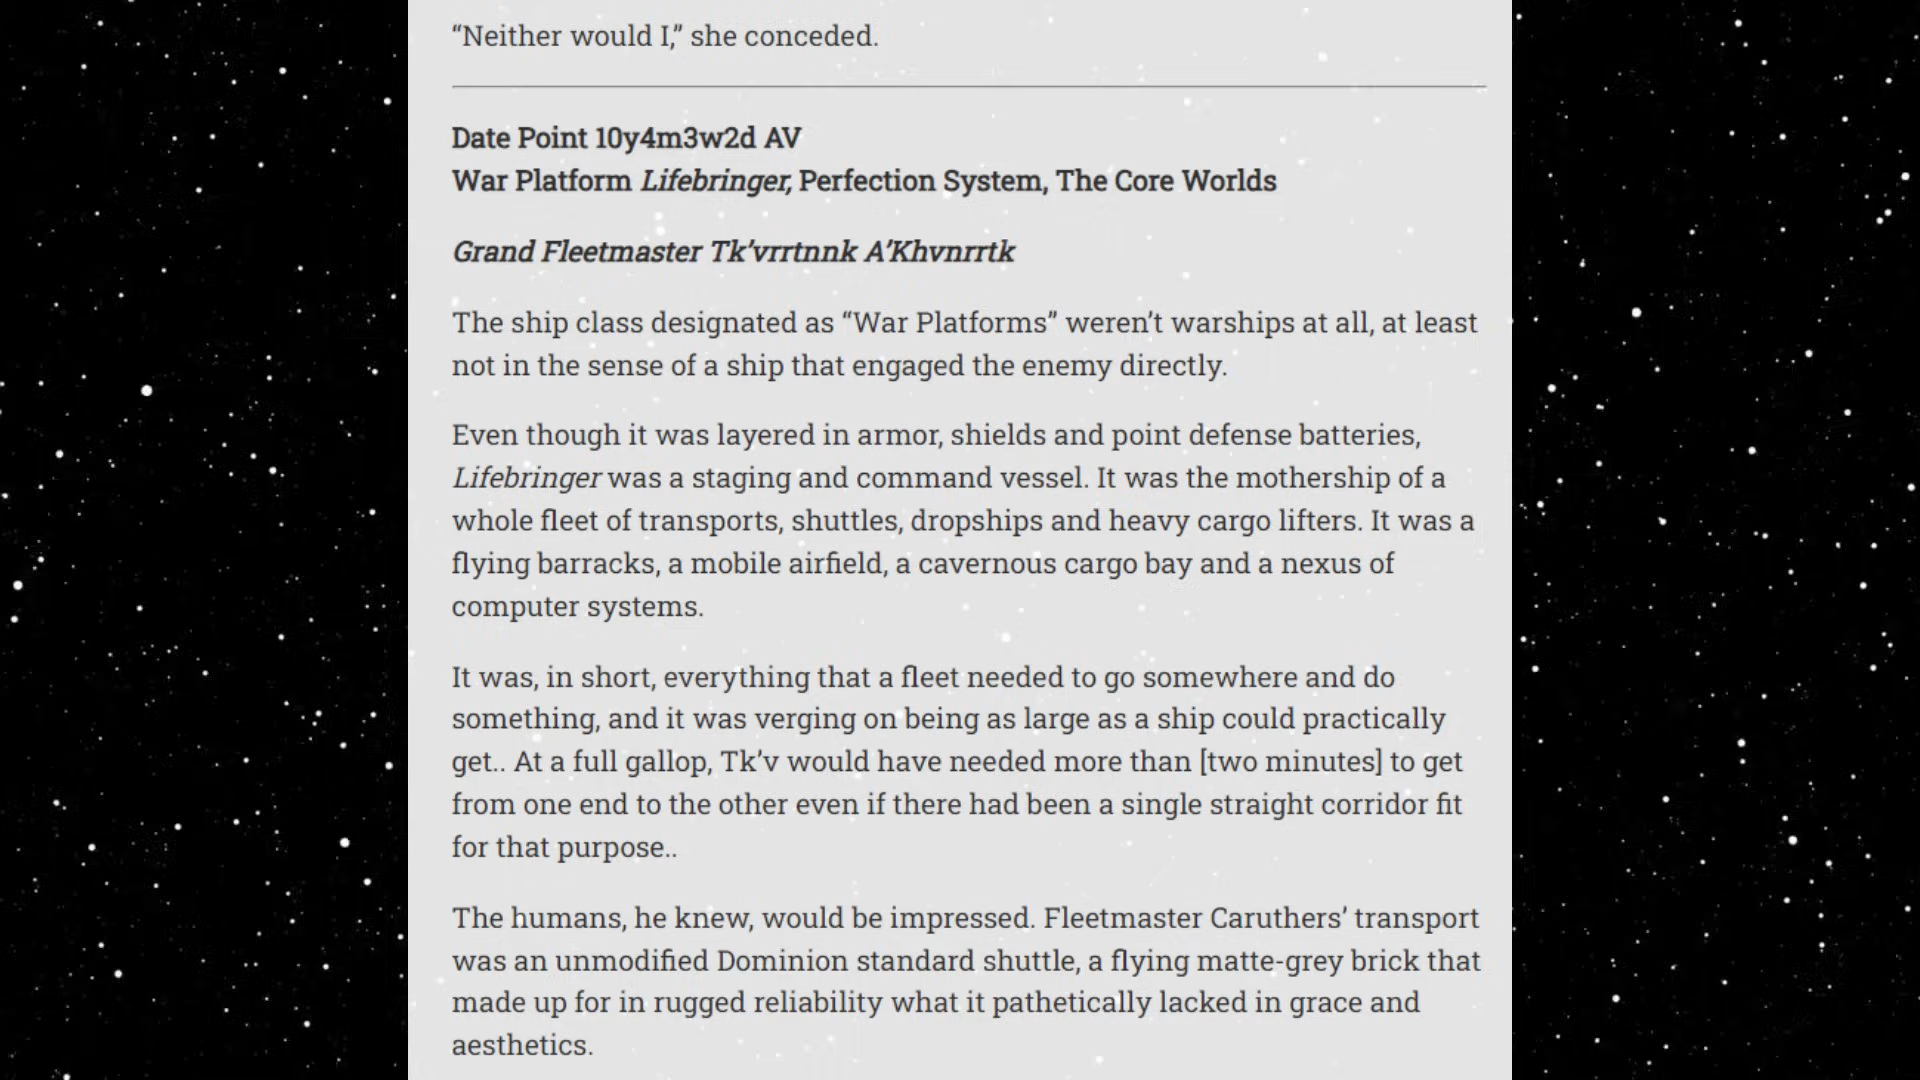 “Neither would I,” she conceded.
Date Point 10y4m3w2d AV
War Platform Lifebringer, Perfection System, The Core Worlds
Grand Fleetmaster Tk’vrrtnnk A’Khvnrrtk
The ship class designated as “War Platforms” weren’t warships at all, at least
not in the sense of a ship that engaged the enemy directly.
Even though it was layered in armor, shields and point defense batteries,
Lifebringer was a staging and command vessel. It was the mothership of a
whole fleet of transports, shuttles, dropships and heavy cargo lifters. It was a
flying barracks, a mobile airfield, a cavernous cargo bay and a nexus of
computer systems.
It was, in short, everything that a fleet needed to go somewhere and do
something, and it was verging on being as large as a ship could practically
get.. At a full gallop, Tk’v would have needed more than [two minutes] to get
from one end to the other even if there had been a single straight corridor fit
for that purpose..
The humans, he knew, would be impressed. Fleetmaster Caruthers’ transport
was an unmodified Dominion standard shuttle, a flying matte-grey brick that
made up for in rugged reliability what it pathetically lacked in grace and
aesthetics.